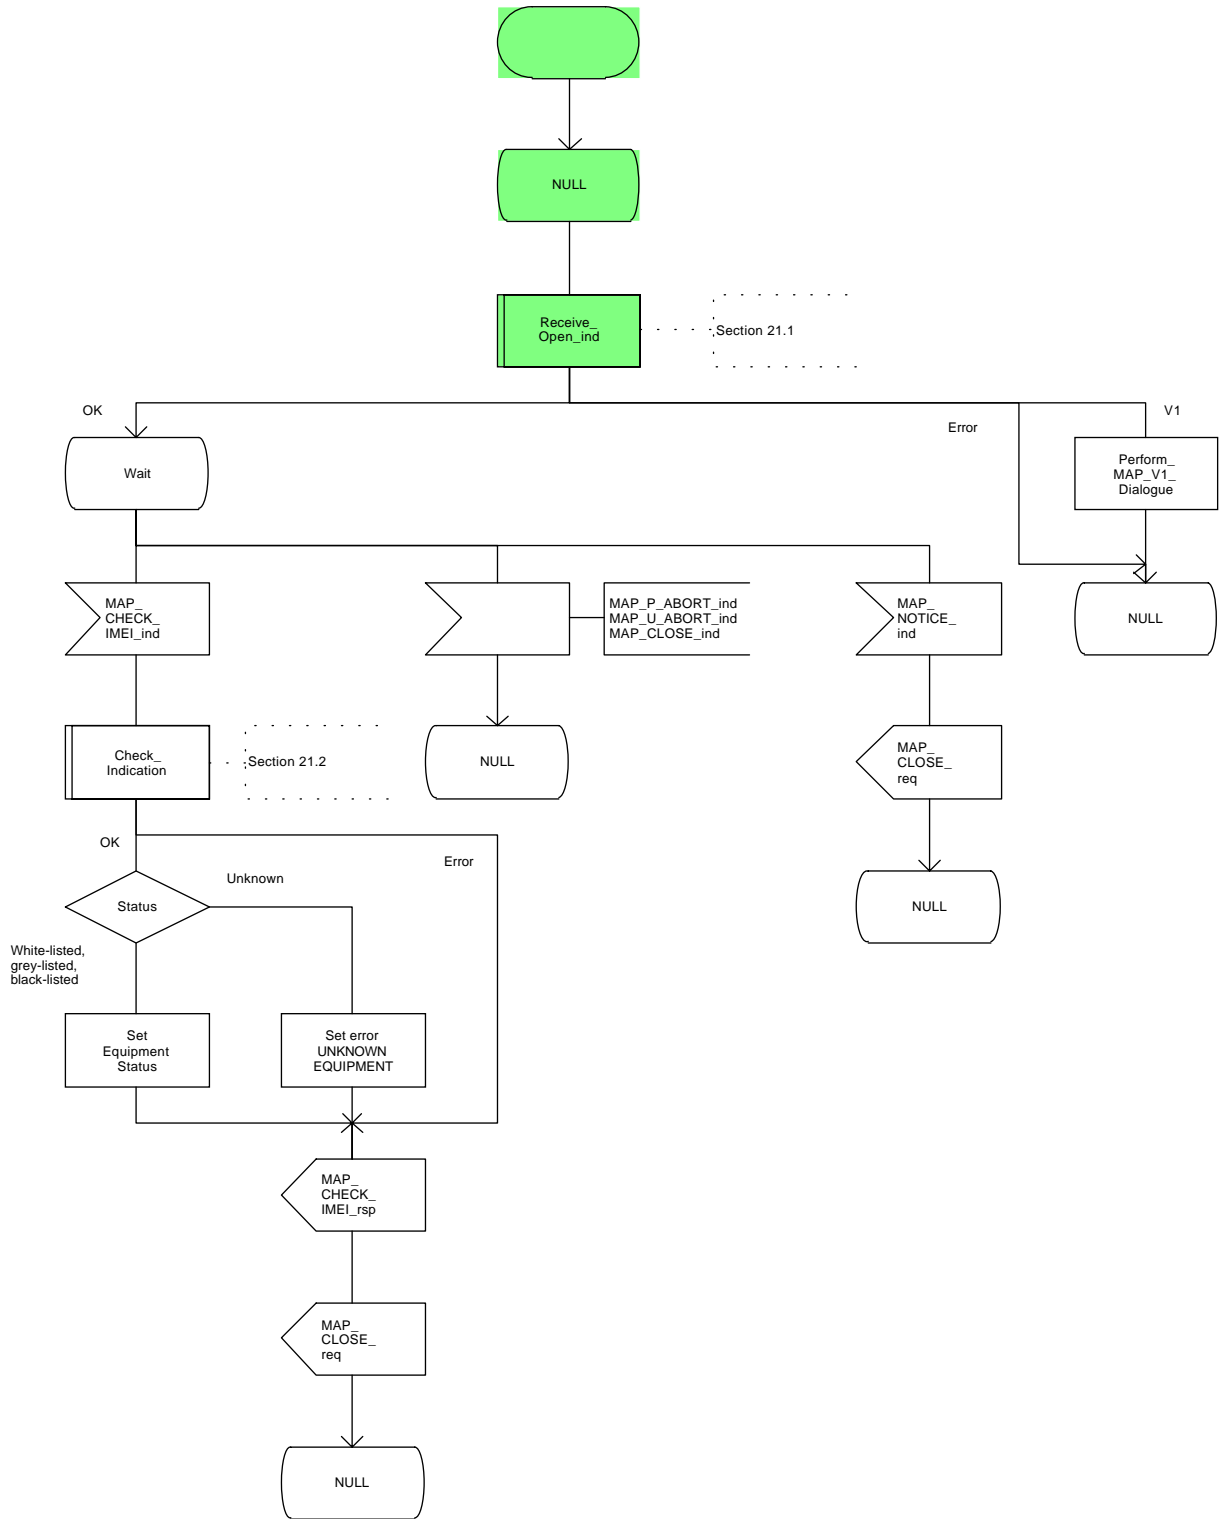 NULL
Receive_
Open_ind
Section 21.1
OK
Error
V1
Wait
Perform_
MAP_V1_
Dialogue
MAP_
CHECK_
IMEI_ind
MAP_P_ABORT_ind
MAP_U_ABORT_ind
MAP_CLOSE_ind
MAP_
NOTICE_
ind
NULL
Check_
Indication
Section 21.2
NULL
MAP_
CLOSE_
req
OK
Error
Unknown
Status
NULL
White-listed,
grey-listed,
black-listed
Set
Equipment
Status
Set error
UNKNOWN
EQUIPMENT
MAP_
CHECK_
IMEI_rsp
MAP_
CLOSE_
req
NULL